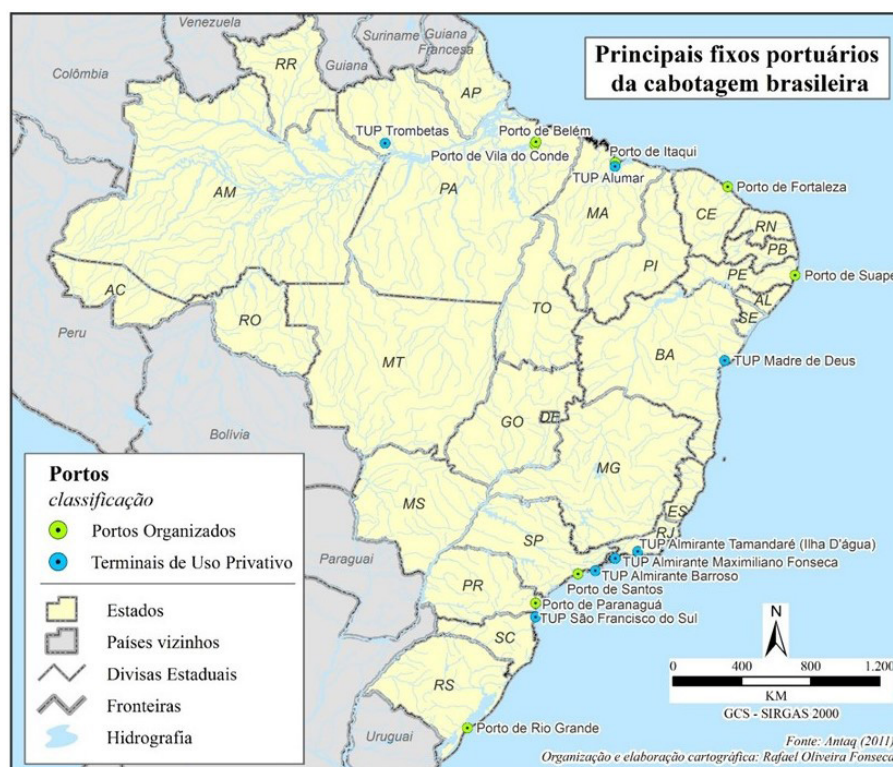 Venezuela
Suriname
Guiana
Francesa
Guiana
Colômbia
Principais fixos portuários
da cabotagem brasileira
RR
AP
TUP Trombetas
Porto de Belém
Porto de Vila do Conde
Porto de Itaqui
TUP Alumar
Porto de Fortaleza
AM
PA
MA
CE
RN
PB
PI
PE
Porto de Suape
AL
SE
AC
RO
TO
Peru
MT
BA
TUP Madre de Deus
GO
DF
Bolívia
MG
MS
ES
SP
RJ
TUP Almirante Tamandaré (Ilha D'água)
TUP Almirante Maximiliano Fonseca
TUP Almirante Barroso
Porto de Santos
Paraguai
PR
Porto de Paranaguá
TUP São Francisco do Sul
SC
RS
Porto de Rio Grande
Uruguai
Portos
classificação
Portos Organizados
Terminais de Uso Privativo
Estados
Países vizinhos
Divisas Estaduais
Fronteiras
Hidrografia
N
0 400 800 1.200
KM
GCS - SIRGAS 2000
Fonte: Antaq (2011)
Organização e elaboração cartográfica: Rafael Oliveira Fonseca